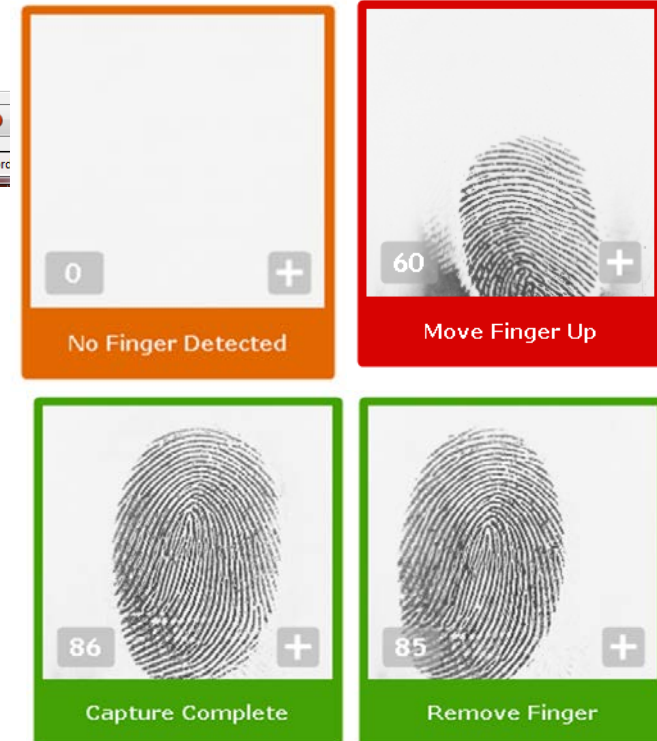 0
No Finger Detected
60
Move Finger Up
86
Capture Complete
85
Remove Finger